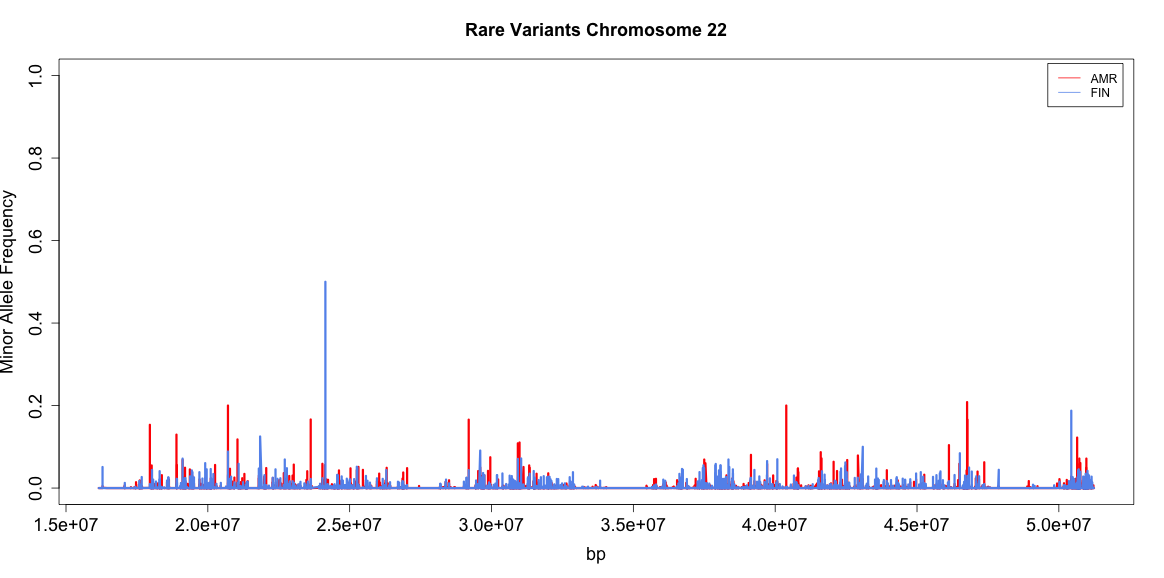 Rare Variants Chromosome 22
AMR
FIN
Minor Allele Frequency
1.0
0.8
0.6
0.4
0.2
0.0
1.5e+07 2.0e+07 2.5e+07 3.0e+07 3.5e+07 4.0e+07 4.5e+07 5.0e+07
bp